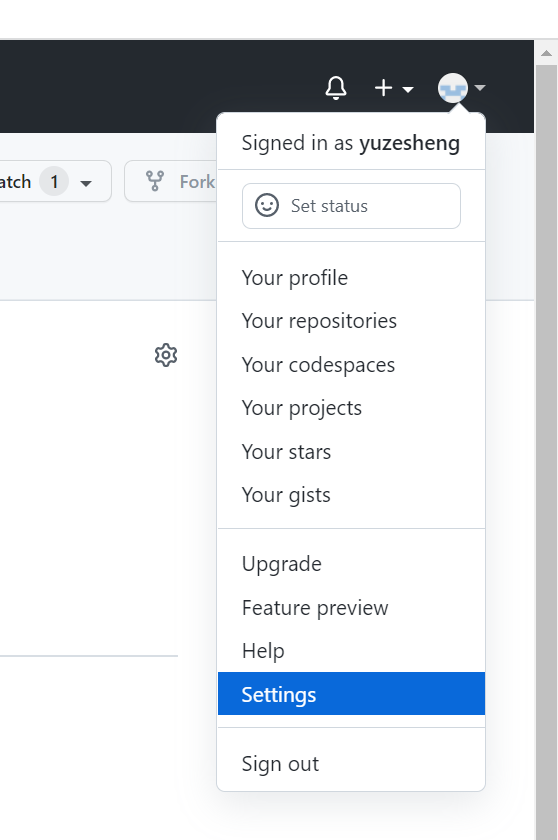 Signed in as yuzesheng
atch 1
Fork
Set status
Your profile
Your repositories
Your codespaces
Your projects
Your stars
Your gists
Upgrade
Feature preview
Help
Settings
Sign out